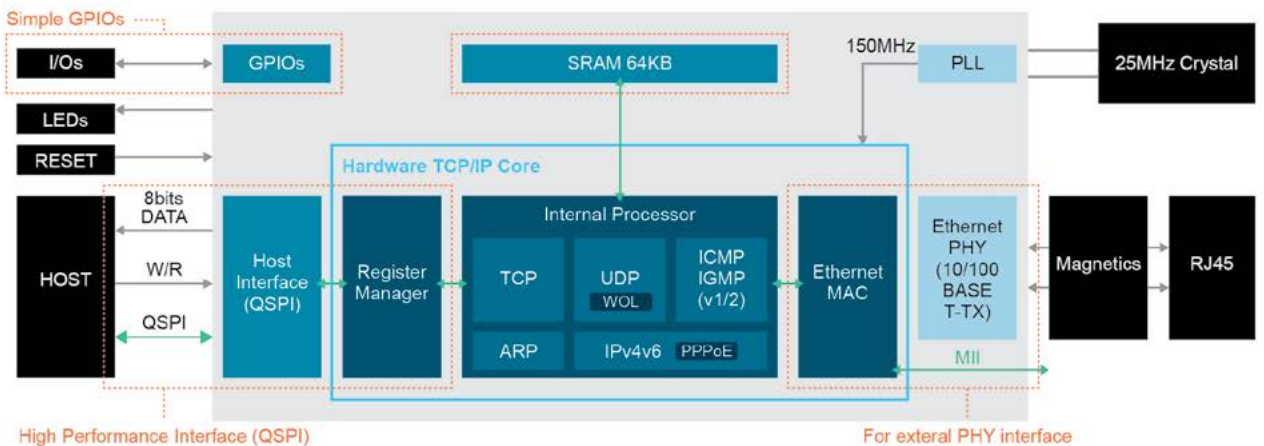 Simple GPIOs
I/Os
GPIOs
SRAM 64KB
150MHz
PLL
25MHz Crystal
LEDs
RESET
Hardware TCP/IP Core
HOST
8bits
DATA
W/R
QSPI
Host
Interface
(QSPI)
Register
Manager
Internal Processor
TCP
UDP
WOL
ICMP
IGMP
(v1/2)
ARP
IPv4v6
PPPoE
Ethernet
MAC
Ethernet
PHY
(10/100
BASE
T-TX)
MII
Magnetics
RJ45
High Performance Interface (QSPI)
For exteral PHY interface